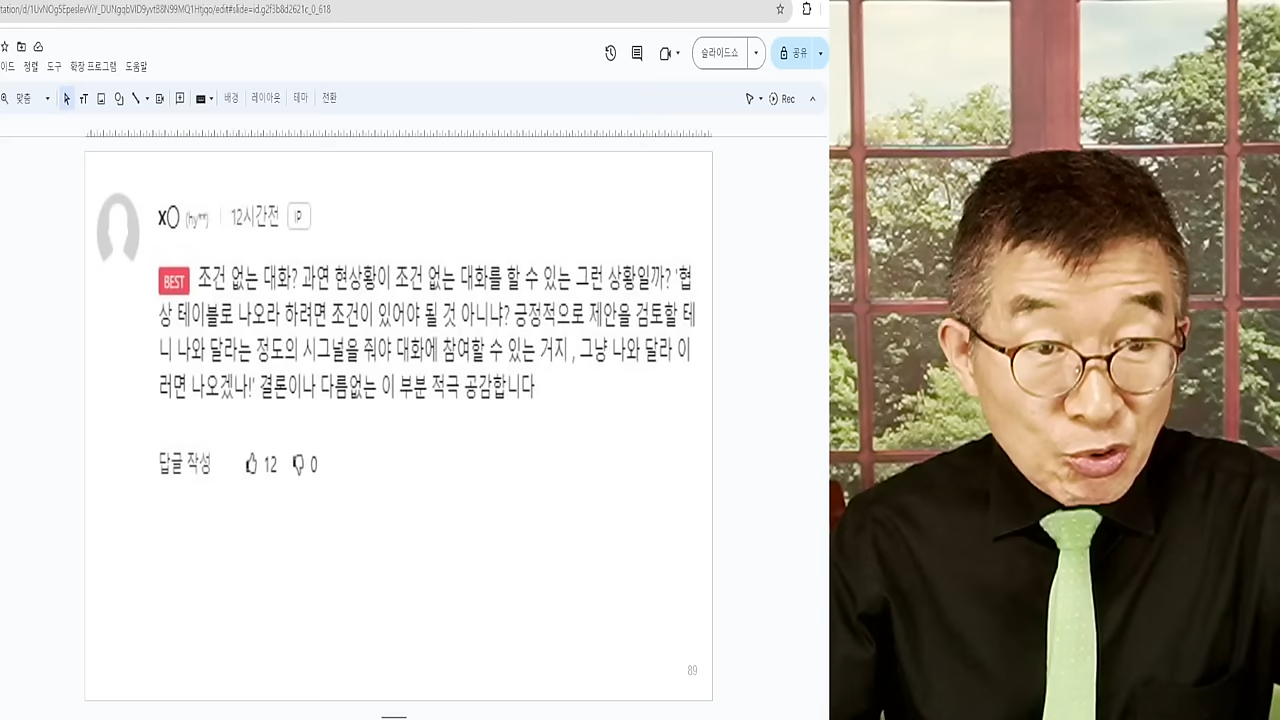 tation/d/1UvNOg5EpeslevViY_DUNgqbVID9yvtB8N99MQ1Htjqo/edit#slide=id.g2f3b8d2621c_0_618
이드 정렬 도구 확장 프로그램 도움말
슬라이드쇼
공유
맞춤
배경
레이아웃
테마
전환
Rec
x○ (hy**) 12시간전 IP
BEST 조건 없는 대화? 과연 현상황이 조건 없는 대화를 할 수 있는 그런 상황일까? '협
상 테이블로 나오라 하려면 조건이 있어야 될 것 아니냐? 긍정적으로 제안을 검토할 테
니 나와 달라는 정도의 시그널을 줘야 대화에 참여할 수 있는 거지 , 그냥 나와 달라 이
러면 나오겠나!' 결론이나 다름없는 이 부분 적극 공감합니다
답글 작성 12 0
89